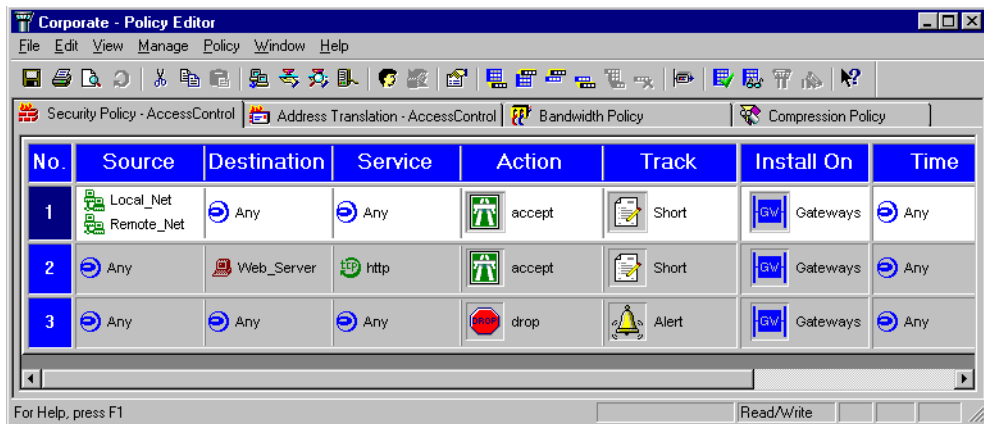 Corporate - Policy Editor
File Edit View Manage Policy Window Help
Security Policy - AccessControl Address Translation - AccessControl Bandwidth Policy Compression Policy
No. Source Destination Service Action Track Install On Time
1 Local_Net Remote_Net Any Any accept Short GW Gateways Any
2 Any Web_Server TCP http accept Short GW Gateways Any
3 Any Any Any DROP drop Alert GW Gateways Any
For Help, press F1 Read/Write